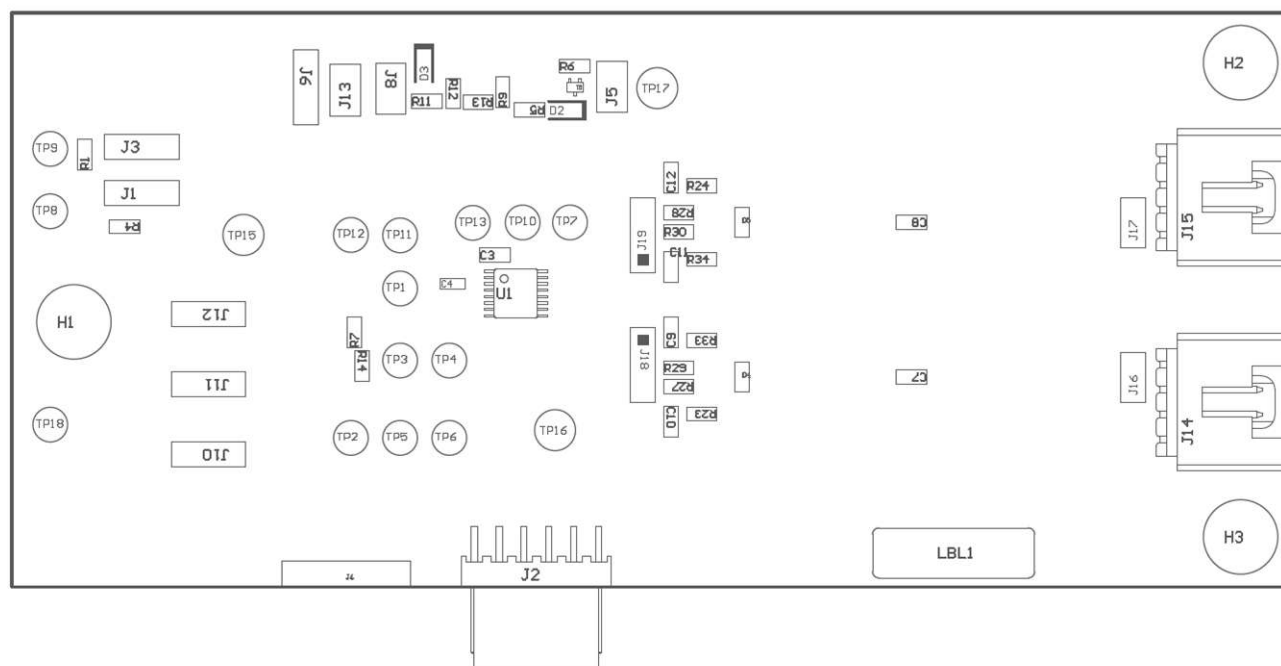 H2
J6
J13
J8
D3
R12
R11
R13
R9
R6
R5
D2
J5
TP17
TP9
R1
J3
TP8
J1
R4
TP15
TP12
TP11
TP13
TP10
TP7
C12
R24
R28
R30
J19
C11
R34
C8
J17
J15
C3
C4
U1
TP1
H1
J12
J11
J10
R7
R14
TP3
TP4
J18
C9
R33
R29
R27
C10
R23
C7
J16
J14
TP18
TP2
TP5
TP6
TP16
LBL1
H3
J4
J2